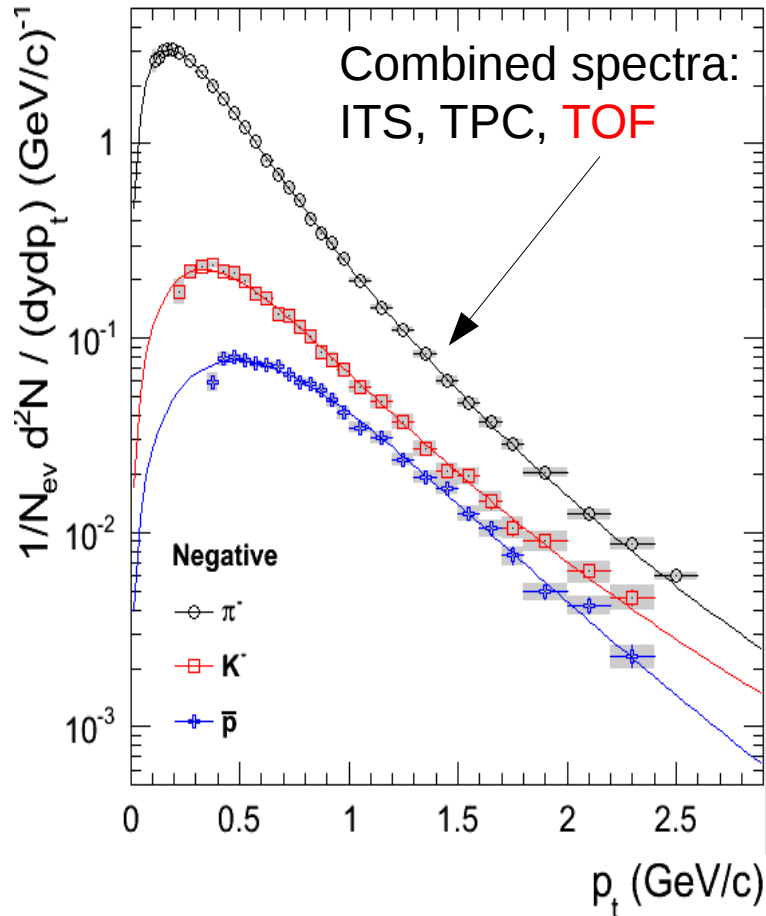 Combined spectra:
ITS, TPC, TOF
1/N_ev d²N / (dydp_t) (GeV/c)⁻¹
1
10⁻¹
10⁻²
10⁻³
Negative
π⁻
K⁻
p̅
0 0.5 1 1.5 2 2.5
p_t (GeV/c)